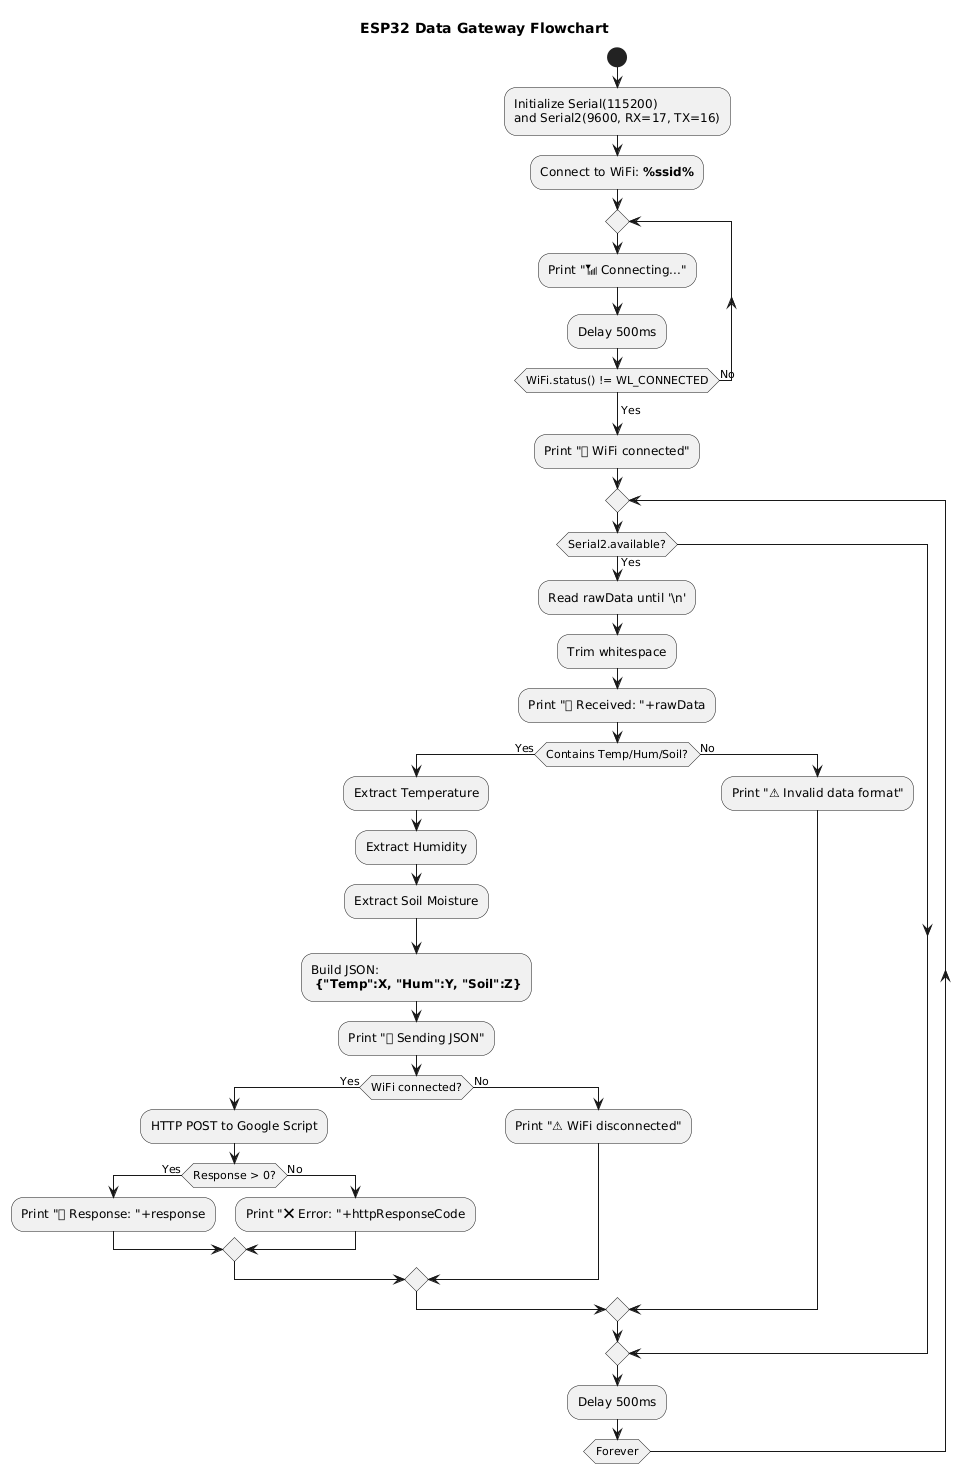 ESP32 Data Gateway Flowchart
Initialize Serial(115200)
and Serial2(9600, RX=17, TX=16)
Connect to WiFi: %ssid%
Print "📶 Connecting..."
Delay 500ms
WiFi.status() != WL_CONNECTED
No
Yes
Print "▯ WiFi connected"
Serial2.available?
Yes
Read rawData until '\n'
Trim whitespace
Print "▯ Received: "+rawData
Yes
Contains Temp/Hum/Soil?
No
Extract Temperature
Print "⚠ Invalid data format"
Extract Humidity
Extract Soil Moisture
Build JSON:
{"Temp":X, "Hum":Y, "Soil":Z}
Print "▯ Sending JSON"
Yes
WiFi connected?
No
HTTP POST to Google Script
Print "⚠ WiFi disconnected"
Yes
Response > 0?
No
Print "▯ Response: "+response
Print "❌ Error: "+httpResponseCode
Delay 500ms
Forever